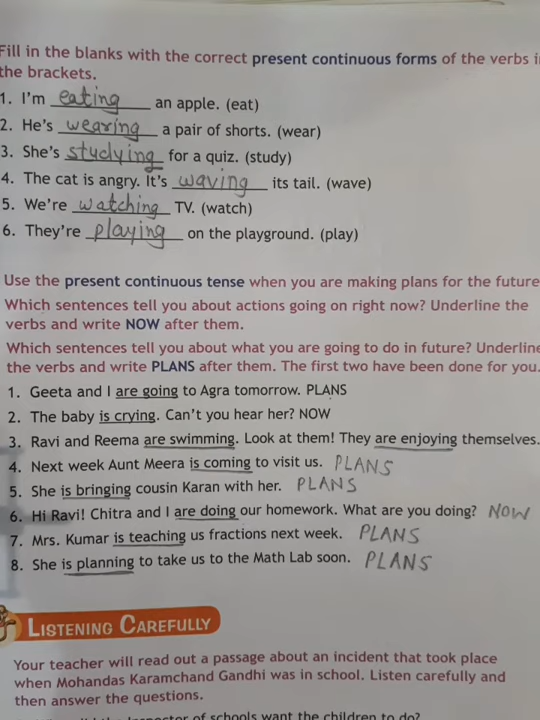 Fill in the blanks with the correct present continuous forms of the verbs in
the brackets.
1. I'm eating an apple. (eat)
2. He's wearing a pair of shorts. (wear)
3. She's studying for a quiz. (study)
4. The cat is angry. It's waving its tail. (wave)
5. We're watching TV. (watch)
6. They're playing on the playground. (play)
Use the present continuous tense when you are making plans for the future
Which sentences tell you about actions going on right now? Underline the
verbs and write NOW after them.
Which sentences tell you about what you are going to do in future? Underline
the verbs and write PLANS after them. The first two have been done for you.
1. Geeta and I are going to Agra tomorrow. PLANS
2. The baby is crying. Can't you hear her? NOW
3. Ravi and Reema are swimming. Look at them! They are enjoying themselves.
4. Next week Aunt Meera is coming to visit us. PLANS
5. She is bringing cousin Karan with her. PLANS
6. Hi Ravi! Chitra and I are doing our homework. What are you doing? NOW
7. Mrs. Kumar is teaching us fractions next week. PLANS
8. She is planning to take us to the Math Lab soon. PLANS
LISTENING CAREFULLY
Your teacher will read out a passage about an incident that took place
when Mohandas Karamchand Gandhi was in school. Listen carefully and
then answer the questions.
of schools want the children to do?